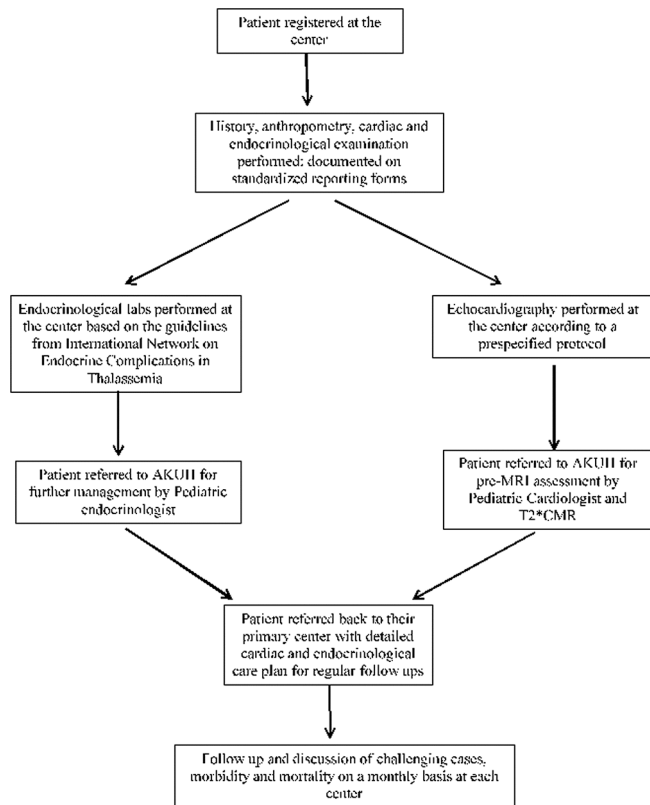 Patient registered at the
center
History, anthropometry, cardiac and
endocrinological examination
performed: documented on
standardized reporting forms
Endocrinological labs performed at
the center based on the guidelines
from International Network on
Endocrine Complications in
Thalassemia
Echocardiography performed at
the center according to a
prespecified protocol
Patient referred to AKUH for
further management by Pediatric
endocrinologist
Patient referred to AKUH for
pre-MRI assessment by
Pediatric Cardiologist and
T2*CMR
Patient referred back to their
primary center with detailed
cardiac and endocrinological
care plan for regular follow ups
Follow up and discussion of challenging cases,
morbidity and mortality on a monthly basis at each
center